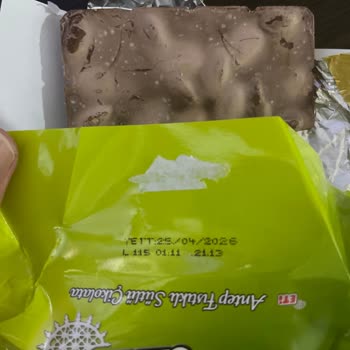 TETT:25/04/2026
L 115 01.11 21:13
Antep Fıstıklı Sütlü Çikolata